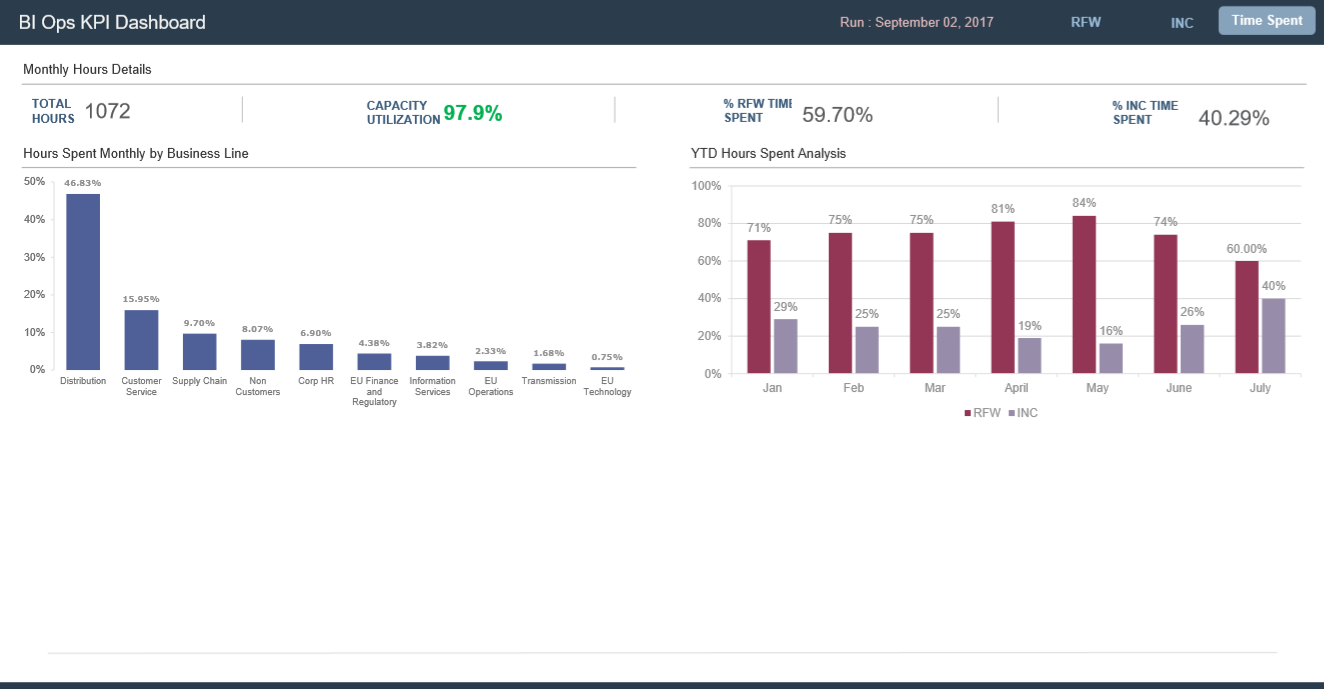 BI Ops KPI Dashboard
Run : September 02, 2017
RFW
INC
Time Spent
Monthly Hours Details
TOTAL
HOURS
1072
CAPACITY
UTILIZATION
97.9%
% RFW TIME
SPENT
59.70%
% INC TIME
SPENT
40.29%
Hours Spent Monthly by Business Line
50%
40%
30%
20%
10%
0%
46.83%
15.95%
9.70%
8.07%
6.90%
4.38%
3.82%
2.33%
1.68%
0.75%
Distribution
Customer
Service
Supply Chain
Non
Customers
Corp HR
EU Finance
and
Regulatory
Information
Services
EU
Operations
Transmission
EU
Technology
YTD Hours Spent Analysis
100%
80%
60%
40%
20%
0%
71%
29%
75%
25%
75%
25%
81%
19%
84%
16%
74%
26%
60.00%
40%
Jan
Feb
Mar
April
May
June
July
RFW
INC